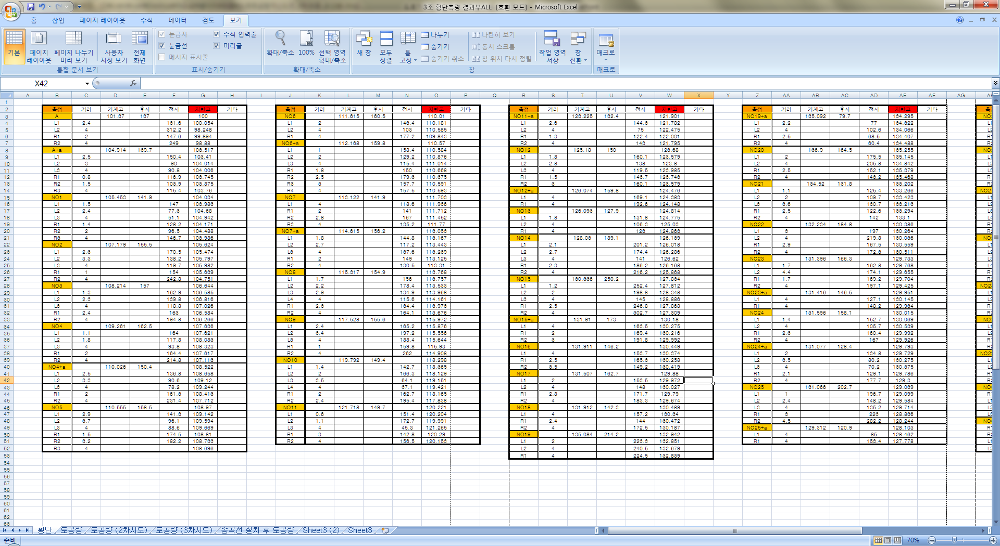 3조 횡단측량 결과부ALL [호환 모드] - Microsoft Excel
홈 삽입 페이지 레이아웃 수식 데이터 검토 보기
기본
페이지 레이아웃
페이지 나누기 미리 보기
사용자 지정 보기
전체 화면
통합 문서 보기
눈금자 수식 입력줄
눈금선 머리글
메시지 표시줄
표시/숨기기
확대/축소 100% 선택 영역 확대/축소
확대/축소
새 창 모두 정렬 틀 고정
나누기
숨기기
숨기기 취소
나란히 보기
동시 스크롤
창 위치 다시 정렬
작업 영역 저장
창 전환
창
매크로
매크로
X42 fx
A B C D E F G H I J K L M N O P Q R S T U V W X Y Z AA AB AC AD AE AF AG
1
2 측점 거리 기계고 후시 전시 지반고 기타 측점 거리 기계고 후시 전시 지반고 기타 측점 거리 기계고 후시 전시 지반고 기타 측점 거리 기계고 후시 전시 지반고 기타
3 A 101.37 137 100 NO6 111.615 160.5 110.01 NO11+a 123.225 132.4 121.901 NO19+a 135.092 79.7 134.295
4 L1 2.4 131.6 100.054 L1 2 143.4 110.181 L1 2.6 144.3 121.782 L1 2.2 77 134.322
5 L2 4 312.2 98.248 L2 4 103 110.585 L2 4 75 122.475 L2 4 102.6 134.066
6 R1 2 147.6 99.894 R1 4 177.2 109.843 R1 1.3 122.4 122.001 R1 2.5 68.5 134.407
7 R2 4 249 98.88 NO6+a 112.168 159.8 110.57 R2 4 143 121.795 R2 4 60.4 134.488
8 A+a 104.914 139.7 103.517 L1 1 158.4 110.584 NO12 125.18 150 123.68 NO20 136.9 164.5 135.255
9 L1 2.5 150.4 103.41 L2 2 129.2 110.876 L1 1.8 160.1 123.579 L1 2 175.5 135.145
10 L2 3 90 104.014 L3 4 115.4 111.014 L2 2.8 138 123.8 L2 4 205.8 134.842
11 L3 4 90.8 104.006 R1 1.8 150 110.668 L3 4 119.5 123.985 R1 2.5 152.1 135.379
12 R1 0.8 116.9 103.745 R2 2.5 179.3 110.375 R1 1.5 143.7 123.743 R2 4 143.2 135.468
13 R2 1.5 103.9 103.875 R3 3 157.7 110.591 R2 3 160.1 123.579 NO21 134.52 131.8 133.202
14 R3 4 115.4 103.76 R4 4 157.5 110.593 NO12+a 126.074 159.8 124.476 L1 1.1 125.4 133.266
15 NO1 105.453 141.9 104.034 NO7 113.122 141.9 111.703 L1 4 169.1 124.383 L2 2 109.7 133.423
16 L1 1.5 147 103.983 L1 4 118.6 111.936 R1 4 192.6 124.148 L3 3.6 130.7 133.213
17 L2 2.4 77.3 104.68 R1 2 141 111.712 NO13 126.093 127.9 124.814 R1 2.5 122.6 133.294
18 L3 4 51.1 104.942 R2 2.8 167 111.452 L1 1.8 131.8 124.775 R2 4 142 133.1
19 R1 1.4 128.2 104.171 R3 4 135.2 111.77 L2 4 106.3 125.03 NO22 132.234 184.8 130.386
20 R2 2 96.5 104.488 NO7+a 114.615 156.2 113.053 R1 4 123 124.863 L1 3 197 130.264
21 R3 4 146.7 103.986 L1 1.8 144.8 113.167 NO14 128.03 189.1 126.139 L2 4 219.8 130.036
22 NO2 107.179 155.5 105.624 L2 2.7 117.2 113.443 L1 2.1 201.2 126.018 R1 2.9 167.5 130.559
23 L1 2.3 170.5 105.474 L3 4 137.6 113.239 L2 2.7 174.4 126.286 R2 4 172.3 130.511
24 L2 3.3 138.2 105.797 R1 2 149 113.125 L3 4 141 126.62 NO23 131.396 166.3 129.733
25 L3 4 119.7 105.982 R2 4 130.5 113.31 R1 2.3 186.2 126.168 L1 1.7 162.8 129.768
26 R1 1 154 105.639 NO8 115.317 154.9 113.768 R2 4 216.2 125.868 L2 4.4 174.1 129.655
27 R2 4 242.8 104.751 L1 1.7 156 113.757 NO15 130.336 250.2 127.834 R1 1.7 169.2 129.704
28 NO3 108.214 157 106.644 L2 2.2 178.4 113.533 L1 1.2 252.4 127.812 R2 4 197.1 129.425
29 L1 1.3 162.9 106.585 L3 2.9 134.9 113.968 L2 2 198.8 128.348 NO23+a 131.416 146.5 129.951
30 L2 2.3 139.8 106.816 L4 4 115.6 114.161 L3 4 145 128.886 L1 4 127.1 130.145
31 L3 4 118.8 107.026 R1 2.3 134.4 113.973 R1 2.5 246.8 127.868 R1 4 148.2 129.934
32 R1 2.4 163 106.584 R2 4 164.1 113.676 R2 4 302.7 127.309 NO24 131.596 158.1 130.015
33 R2 4 194.8 106.266 NO9 117.528 155.6 115.972 NO15+a 131.91 173 130.18 L1 1.4 152.7 130.069
34 NO4 109.261 162.5 107.636 L1 2.4 165.2 115.876 L1 4 163.5 130.275 L2 4 105.7 130.539
35 L1 1.1 164 107.621 L2 3.4 197.2 115.556 R1 2 169.4 130.216 R1 2.3 160.4 129.992
36 L2 1.8 117.8 108.083 L3 4 188.4 115.644 R2 3 191.8 129.992 R2 4 167 129.926
37 L3 4 93.8 108.323 R1 1 159.8 115.93 NO16 131.911 146.2 130.449 NO24+a 131.077 128.4 129.793
38 R1 2 164.4 107.617 R2 4 262 114.908 L1 4 153.7 130.374 L1 2 134.8 129.729
39 R2 4 214.8 107.113 NO10 119.792 149.4 118.298 R1 2.5 165.3 130.258 L2 3.5 80.2 130.275
40 NO4+a 110.026 150.4 108.522 L1 1.4 142.7 118.365 R2 3.5 149.2 130.419 L3 4 70.2 130.375
41 L1 2.5 136.8 108.658 L2 2 166.3 118.129 NO17 131.507 162.7 129.88 R1 2.1 129.1 129.786
42 L2 3.3 90.6 109.12 L3 3.5 64.1 119.151 L1 2 153.5 129.972 R2 4 177.7 129.3
43 L3 4 78.2 109.244 L4 4 37.1 119.421 L2 4 148 130.027 NO25 131.066 202.7 129.039
44 R1 2 161.3 108.413 R1 2 162.7 118.165 R1 2.8 171.7 129.79 L1 1 196.7 129.099
45 R2 4 231.4 107.712 R2 2.4 195.4 117.838 R2 4 183.3 129.674 L2 2.4 148.2 129.584
46 NO5 110.555 158.5 108.97 NO11 121.718 149.7 120.221 NO18 131.912 142.3 130.489 L3 4 135.2 129.714
47 L1 2.9 141.3 109.142 L1 0.6 151.4 120.204 L1 4 157.2 130.34 R1 3 223 128.836
48 L2 3.7 96.1 109.594 L2 1.1 172.7 119.991 R1 2.4 144 130.472 R2 4.5 282.2 128.244
49 L3 4 88.6 109.669 L3 4 45.3 121.265 R2 4 172.5 130.187 NO25+a 129.312 120.9 128.103
50 R1 1.5 174.5 108.81 R1 3 142.8 120.29 NO19 135.084 214.2 132.942 L1 4 85 128.462
51 R2 3.2 182.2 108.733 R2 4 156.5 120.153 L1 2 223.3 132.851 R1 4 153.4 127.778
52 R3 4 108.696 L2 4 240.5 132.679
53 R1 4 224.5 132.839
54
55
56
57
58
59
60
61
62
63
횡단 토공량 토공량 (2차시도) 토공량 (3차시도) 종곡선 설치 후 토공량 Sheet3 (2) Sheet3
준비 70%